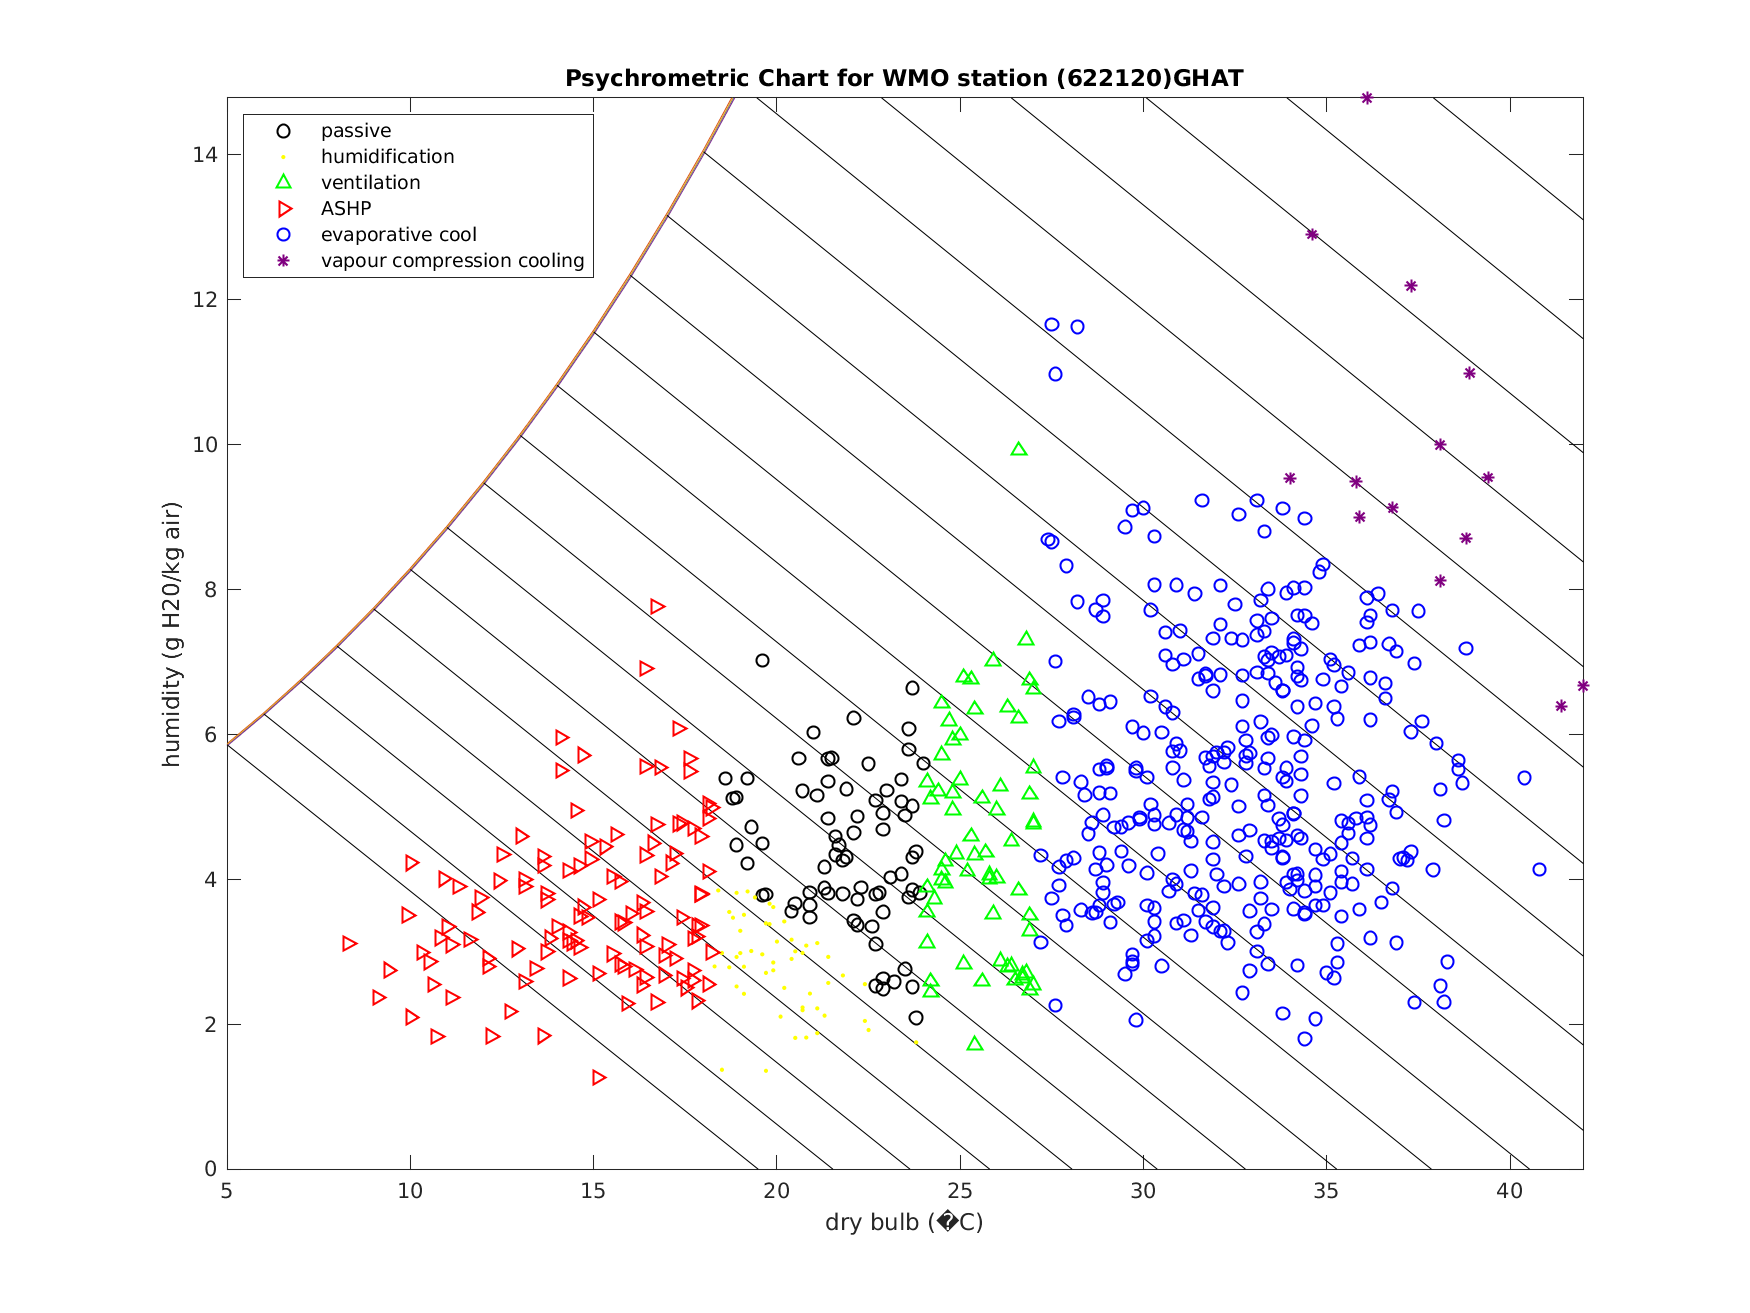 Psychrometric Chart for WMO station (622120)GHAT
passive
humidification
ventilation
ASHP
evaporative cool
vapour compression cooling
humidity (g H20/kg air)
14
12
10
8
6
4
2
0
5 10 15 20 25 30 35 40
dry bulb (�C)